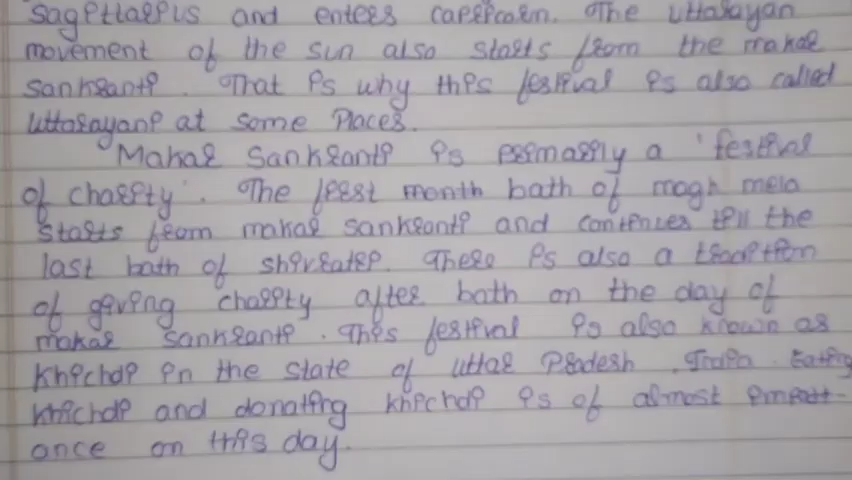 Sagittarius and enters capricorn. The Uttarayan
movement of the sun also starts from the makar
sankranti. That is why this festival is also called
Uttarayani at some Places.
Makar Sankranti is primarily a 'festival
of charity'. The first month bath of magh mela
starts from makar sankranti and continues till the
last bath of shivratri. There is also a tradition
of giving charity after bath on the day of
makar sankranti. This festival is also known as
Khichdi in the state of Uttar Pradesh, India. Eating
khichdi and donating khichdi is of almost import-
ance on this day.